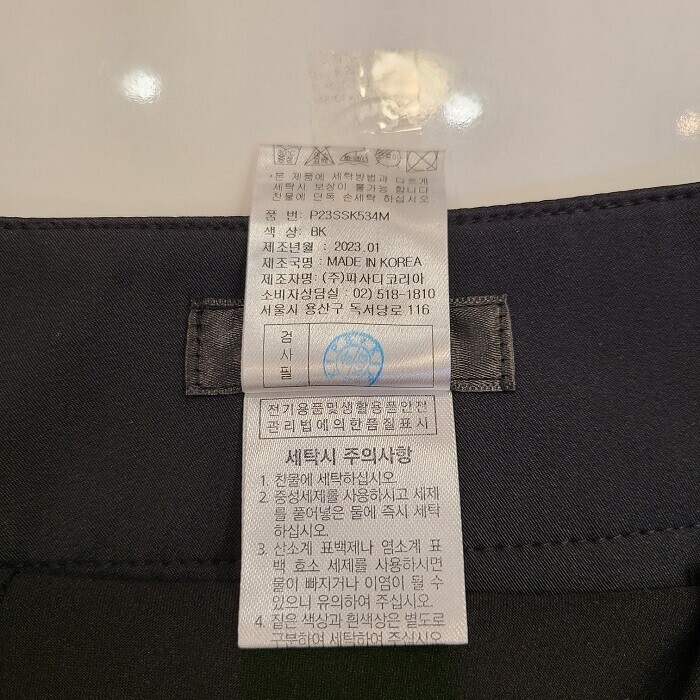 *본 제품에 세탁방법과 다르게
세탁시 보상이 불가능 합니다
찬물에 단독 손세탁 하십시오
품 번: P23SSK534M
색 상: BK
제조년월 : 2023.01
제조국명 : MADE IN KOREA
제조자명 : (주)파사디코리아
소비자상담실 : 02) 518-1810
서울시 용산구 독서당로 116
검
사
필
전기용품및생활용품안전
관리법에의한품질표시
세탁시 주의사항
1. 찬물에 세탁하십시오.
2. 중성세제를 사용하시고 세제
를 풀어넣은 물에 즉시 세탁
하십시오.
3. 산소계 표백제나 염소계 표
백 효소 세제를 사용하시면
물이 빠지거나 이염이 될 수
있으니 유의하여 주십시오.
4. 짙은 색상과 흰색상은 별도로
구분하여 세탁하여 주십시오